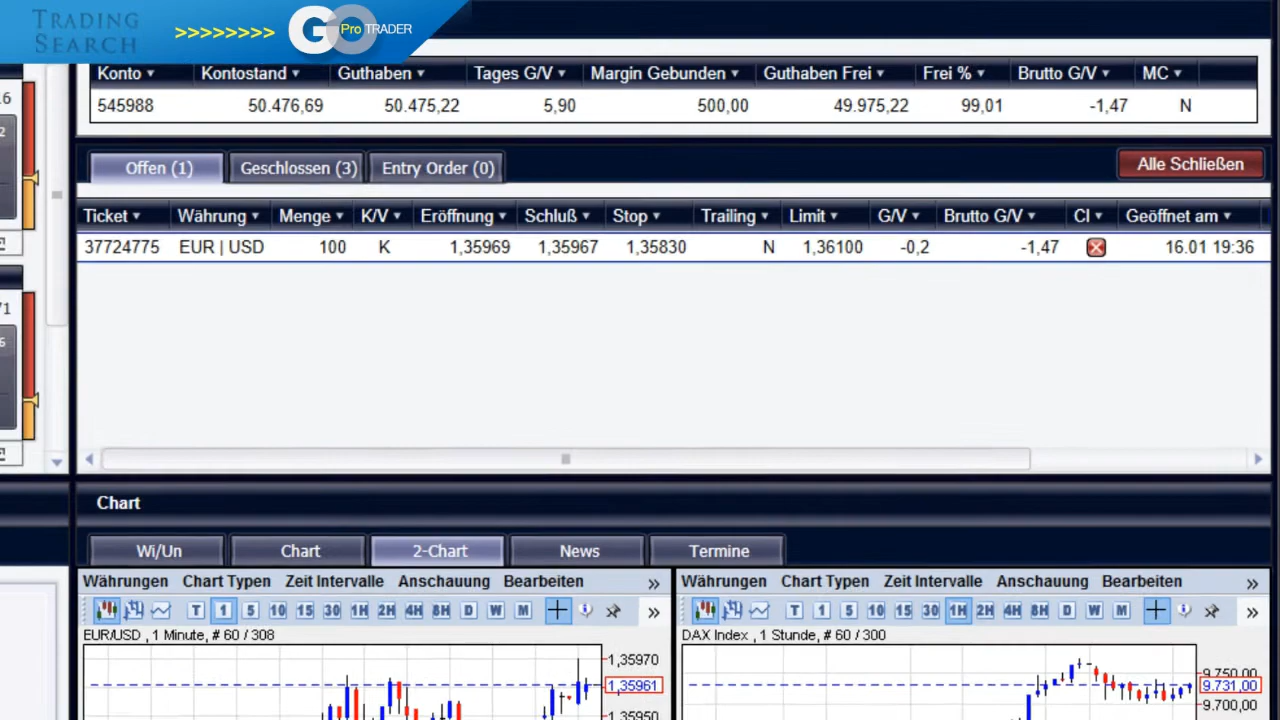 TRADING
SEARCH
>>>>>>>>
GO Pro TRADER
Konto Kontostand Guthaben Tages G/V Margin Gebunden Guthaben Frei Frei % Brutto G/V MC
545988 50.476,69 50.475,22 5,90 500,00 49.975,22 99,01 -1,47 N
Offen (1) Geschlossen (3) Entry Order (0) Alle Schließen
Ticket Währung Menge K/V Eröffnung Schluß Stop Trailing Limit G/V Brutto G/V Cl Geöffnet am
37724775 EUR | USD 100 K 1,35969 1,35967 1,35830 N 1,36100 -0,2 -1,47 16.01 19:36
Chart
Wi/Un Chart 2-Chart News Termine
Währungen Chart Typen Zeit Intervalle Anschauung Bearbeiten »
T 1 5 10 15 30 1H 2H 4H 8H D W M »
EUR/USD , 1 Minute, # 60 / 308
1,35970
1,35961
1,35950
Währungen Chart Typen Zeit Intervalle Anschauung Bearbeiten »
T 1 5 10 15 30 1H 2H 4H 8H D W M »
DAX Index , 1 Stunde, # 60 / 300
9.750,00
9.731,00
9.700,00